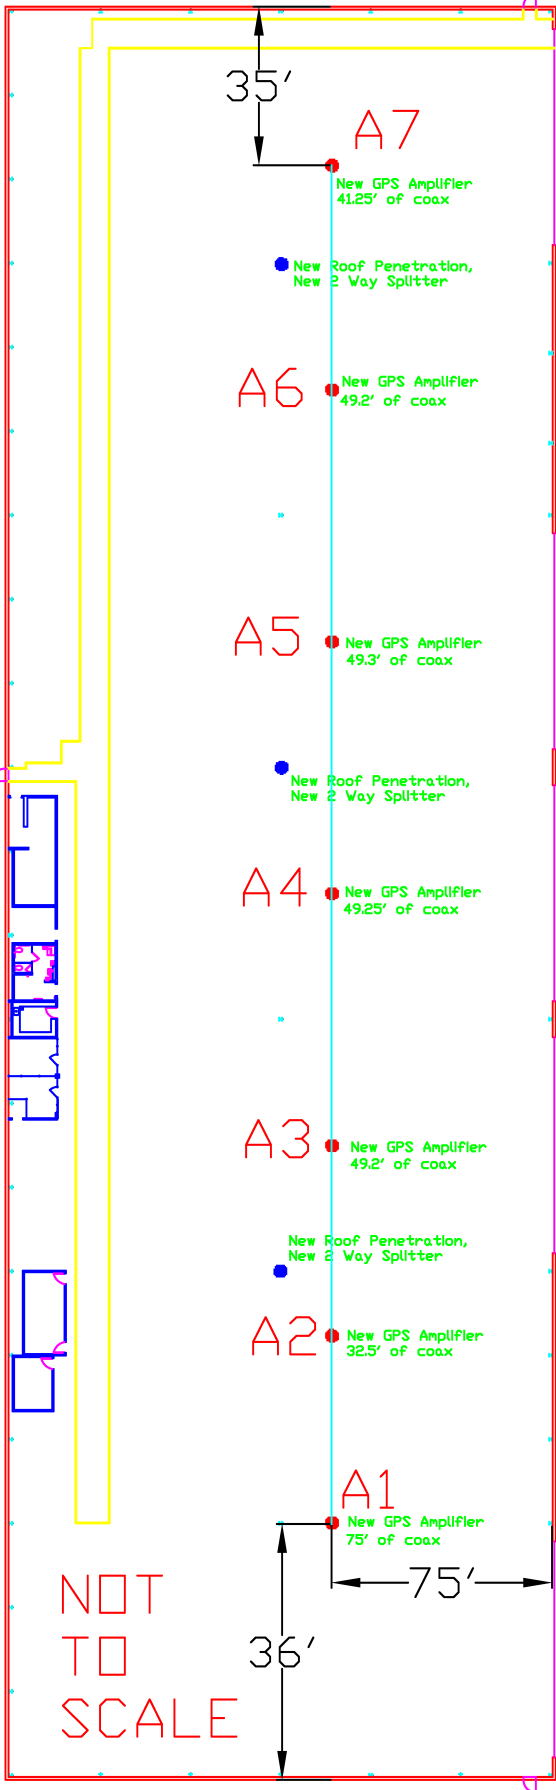 35'
A7
New GPS Amplifier
41.25' of coax
New Roof Penetration,
New 2 Way Splitter
A6
New GPS Amplifier
49.2' of coax
A5
New GPS Amplifier
49.3' of coax
New Roof Penetration,
New 2 Way Splitter
A4
New GPS Amplifier
49.25' of coax
A3
New GPS Amplifier
49.2' of coax
New Roof Penetration,
New 2 Way Splitter
A2
New GPS Amplifier
32.5' of coax
A1
New GPS Amplifier
75' of coax
75'
36'
NOT
TO
SCALE